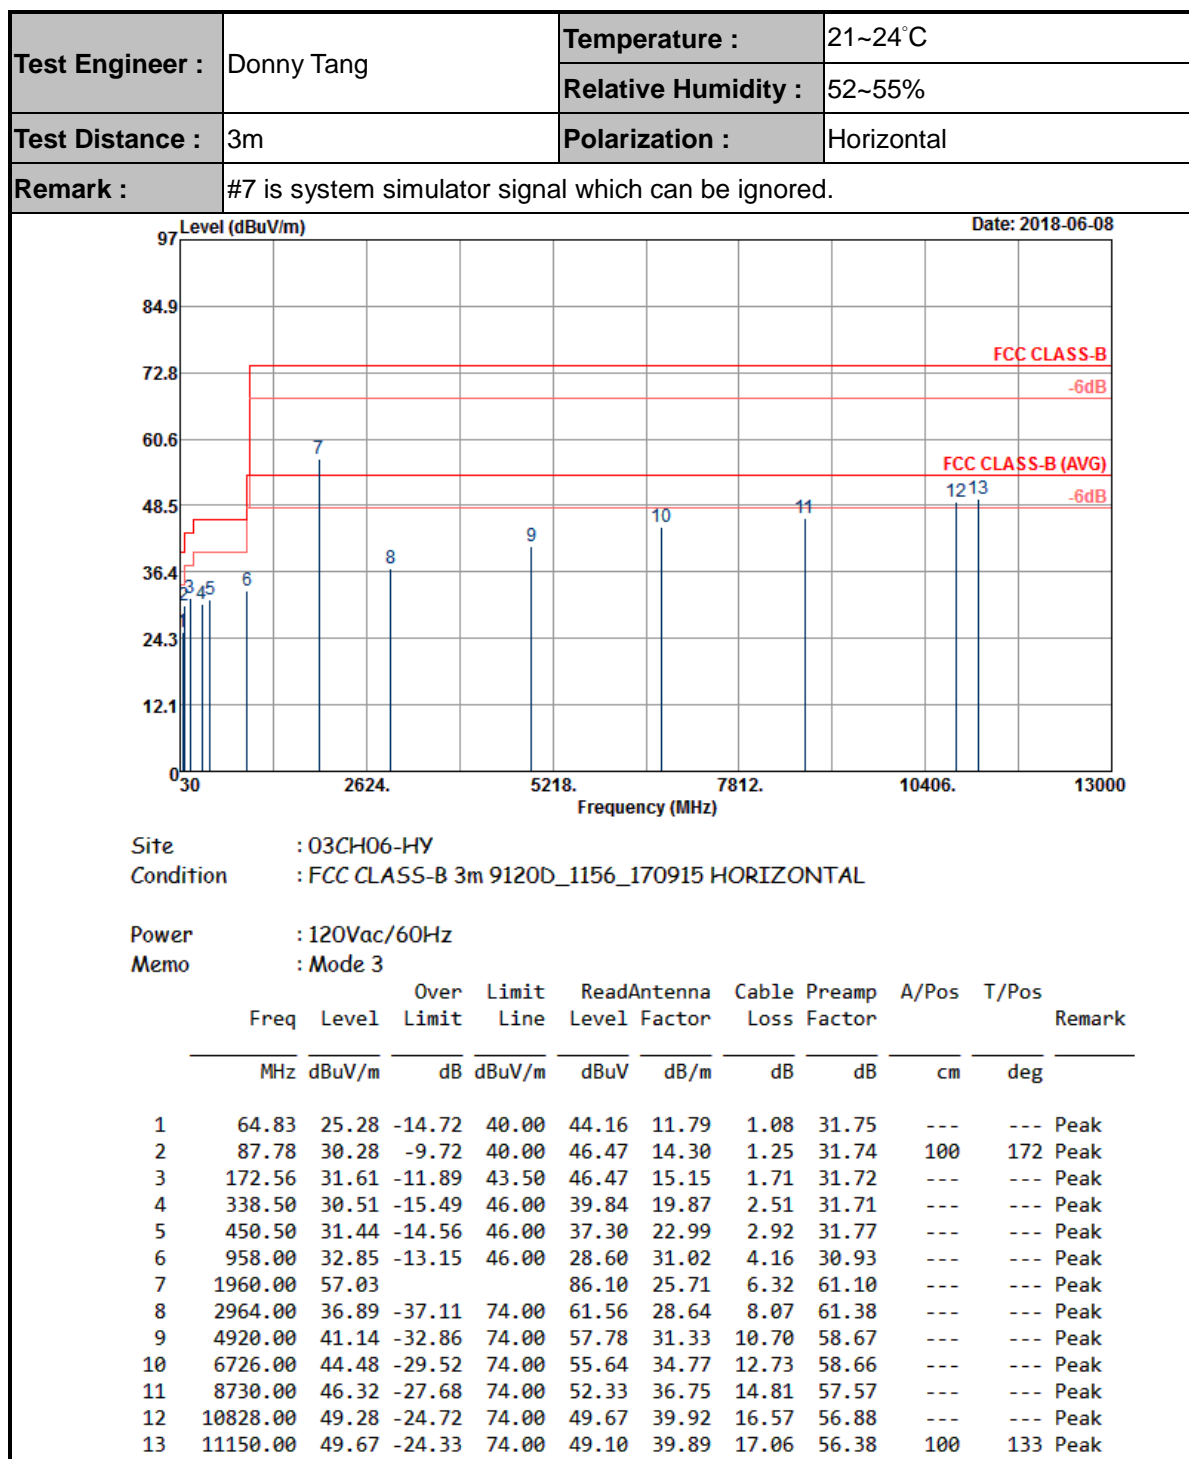 Test Engineer : Donny Tang Temperature : 21~24°C
Relative Humidity : 52~55%
Test Distance : 3m Polarization : Horizontal
Remark : #7 is system simulator signal which can be ignored.
Level (dBuV/m) Date: 2018-06-08
97
84.9
FCC CLASS-B
72.8
-6dB
60.6
7
FCC CLASS-B (AVG)
12 13
48.5
-6dB
11
10
9
8
36.4
6
3
2
4 5
1
24.3
12.1
0
30 2624. 5218. 7812. 10406. 13000
Frequency (MHz)
Site : 03CH06-HY
Condition : FCC CLASS-B 3m 9120D_1156_170915 HORIZONTAL
Power : 120Vac/60Hz
Memo : Mode 3
Over Limit ReadAntenna Cable Preamp A/Pos T/Pos
Freq Level Limit Line Level Factor Loss Factor Remark
MHz dBuV/m dB dBuV/m dBuV dB/m dB dB cm deg
1 64.83 25.28 -14.72 40.00 44.16 11.79 1.08 31.75 --- --- Peak
2 87.78 30.28 -9.72 40.00 46.47 14.30 1.25 31.74 100 172 Peak
3 172.56 31.61 -11.89 43.50 46.47 15.15 1.71 31.72 --- --- Peak
4 338.50 30.51 -15.49 46.00 39.84 19.87 2.51 31.71 --- --- Peak
5 450.50 31.44 -14.56 46.00 37.30 22.99 2.92 31.77 --- --- Peak
6 958.00 32.85 -13.15 46.00 28.60 31.02 4.16 30.93 --- --- Peak
7 1960.00 57.03 86.10 25.71 6.32 61.10 --- --- Peak
8 2964.00 36.89 -37.11 74.00 61.56 28.64 8.07 61.38 --- --- Peak
9 4920.00 41.14 -32.86 74.00 57.78 31.33 10.70 58.67 --- --- Peak
10 6726.00 44.48 -29.52 74.00 55.64 34.77 12.73 58.66 --- --- Peak
11 8730.00 46.32 -27.68 74.00 52.33 36.75 14.81 57.57 --- --- Peak
12 10828.00 49.28 -24.72 74.00 49.67 39.92 16.57 56.88 --- --- Peak
13 11150.00 49.67 -24.33 74.00 49.10 39.89 17.06 56.38 100 133 Peak